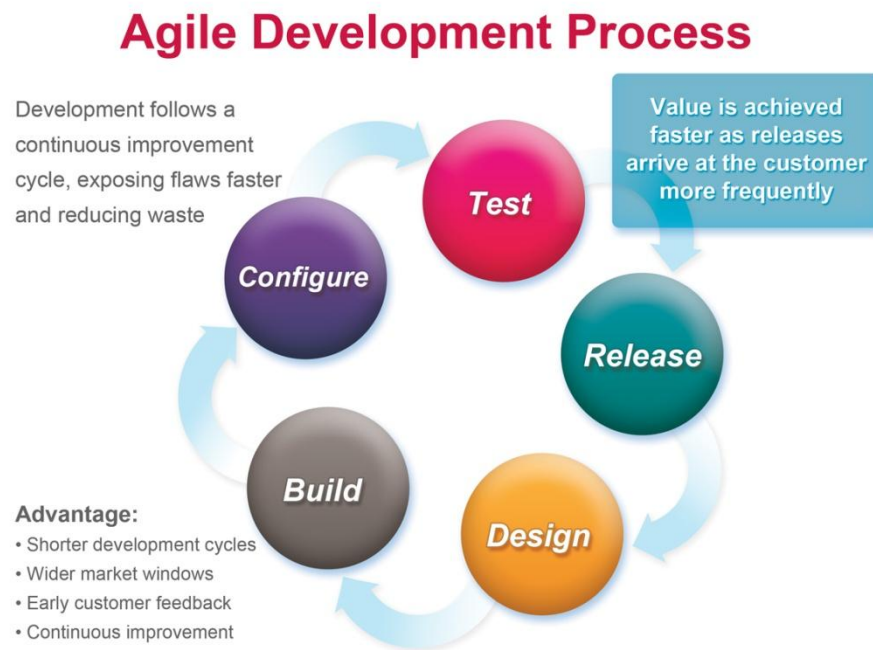 Agile Development Process
Development follows a
continuous improvement
cycle, exposing flaws faster
and reducing waste
Value is achieved
faster as releases
arrive at the customer
more frequently
Test
Configure
Release
Build
Design
Advantage:
• Shorter development cycles
• Wider market windows
• Early customer feedback
• Continuous improvement